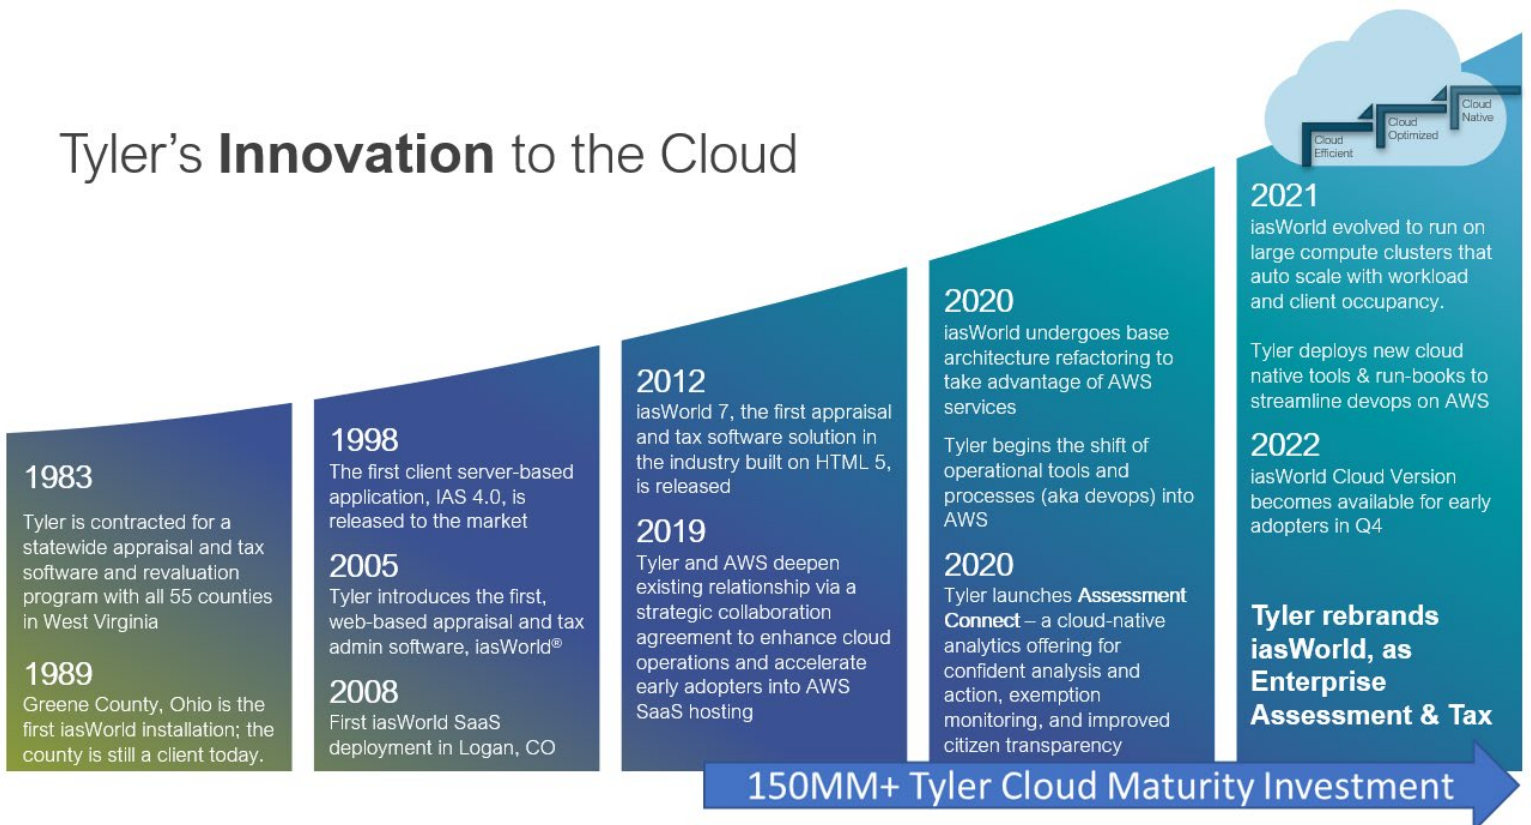 Tyler's Innovation to the Cloud
1983
Tyler is contracted for a
statewide appraisal and tax
software and revaluation
program with all 55 counties
in West Virginia
1989
Greene County, Ohio is the
first iasWorld installation; the
county is still a client today.
1998
The first client server-based
application, IAS 4.0, is
released to the market
2005
Tyler introduces the first,
web-based appraisal and tax
admin software, iasWorld®
2008
First iasWorld SaaS
deployment in Logan, CO
2012
iasWorld 7, the first appraisal
and tax software solution in
the industry built on HTML 5,
is released
2019
Tyler and AWS deepen
existing relationship via a
strategic collaboration
agreement to enhance cloud
operations and accelerate
early adopters into AWS
SaaS hosting
2020
iasWorld undergoes base
architecture refactoring to
take advantage of AWS
services
Tyler begins the shift of
operational tools and
processes (aka devops) into
AWS
2020
Tyler launches Assessment
Connect – a cloud-native
analytics offering for
confident analysis and
action, exemption
monitoring, and improved
citizen transparency
Cloud
Efficient
Cloud
Optimized
Cloud
Native
2021
iasWorld evolved to run on
large compute clusters that
auto scale with workload
and client occupancy.
Tyler deploys new cloud
native tools & run-books to
streamline devops on AWS
2022
iasWorld Cloud Version
becomes available for early
adopters in Q4
Tyler rebrands
iasWorld, as
Enterprise
Assessment & Tax
150MM+ Tyler Cloud Maturity Investment